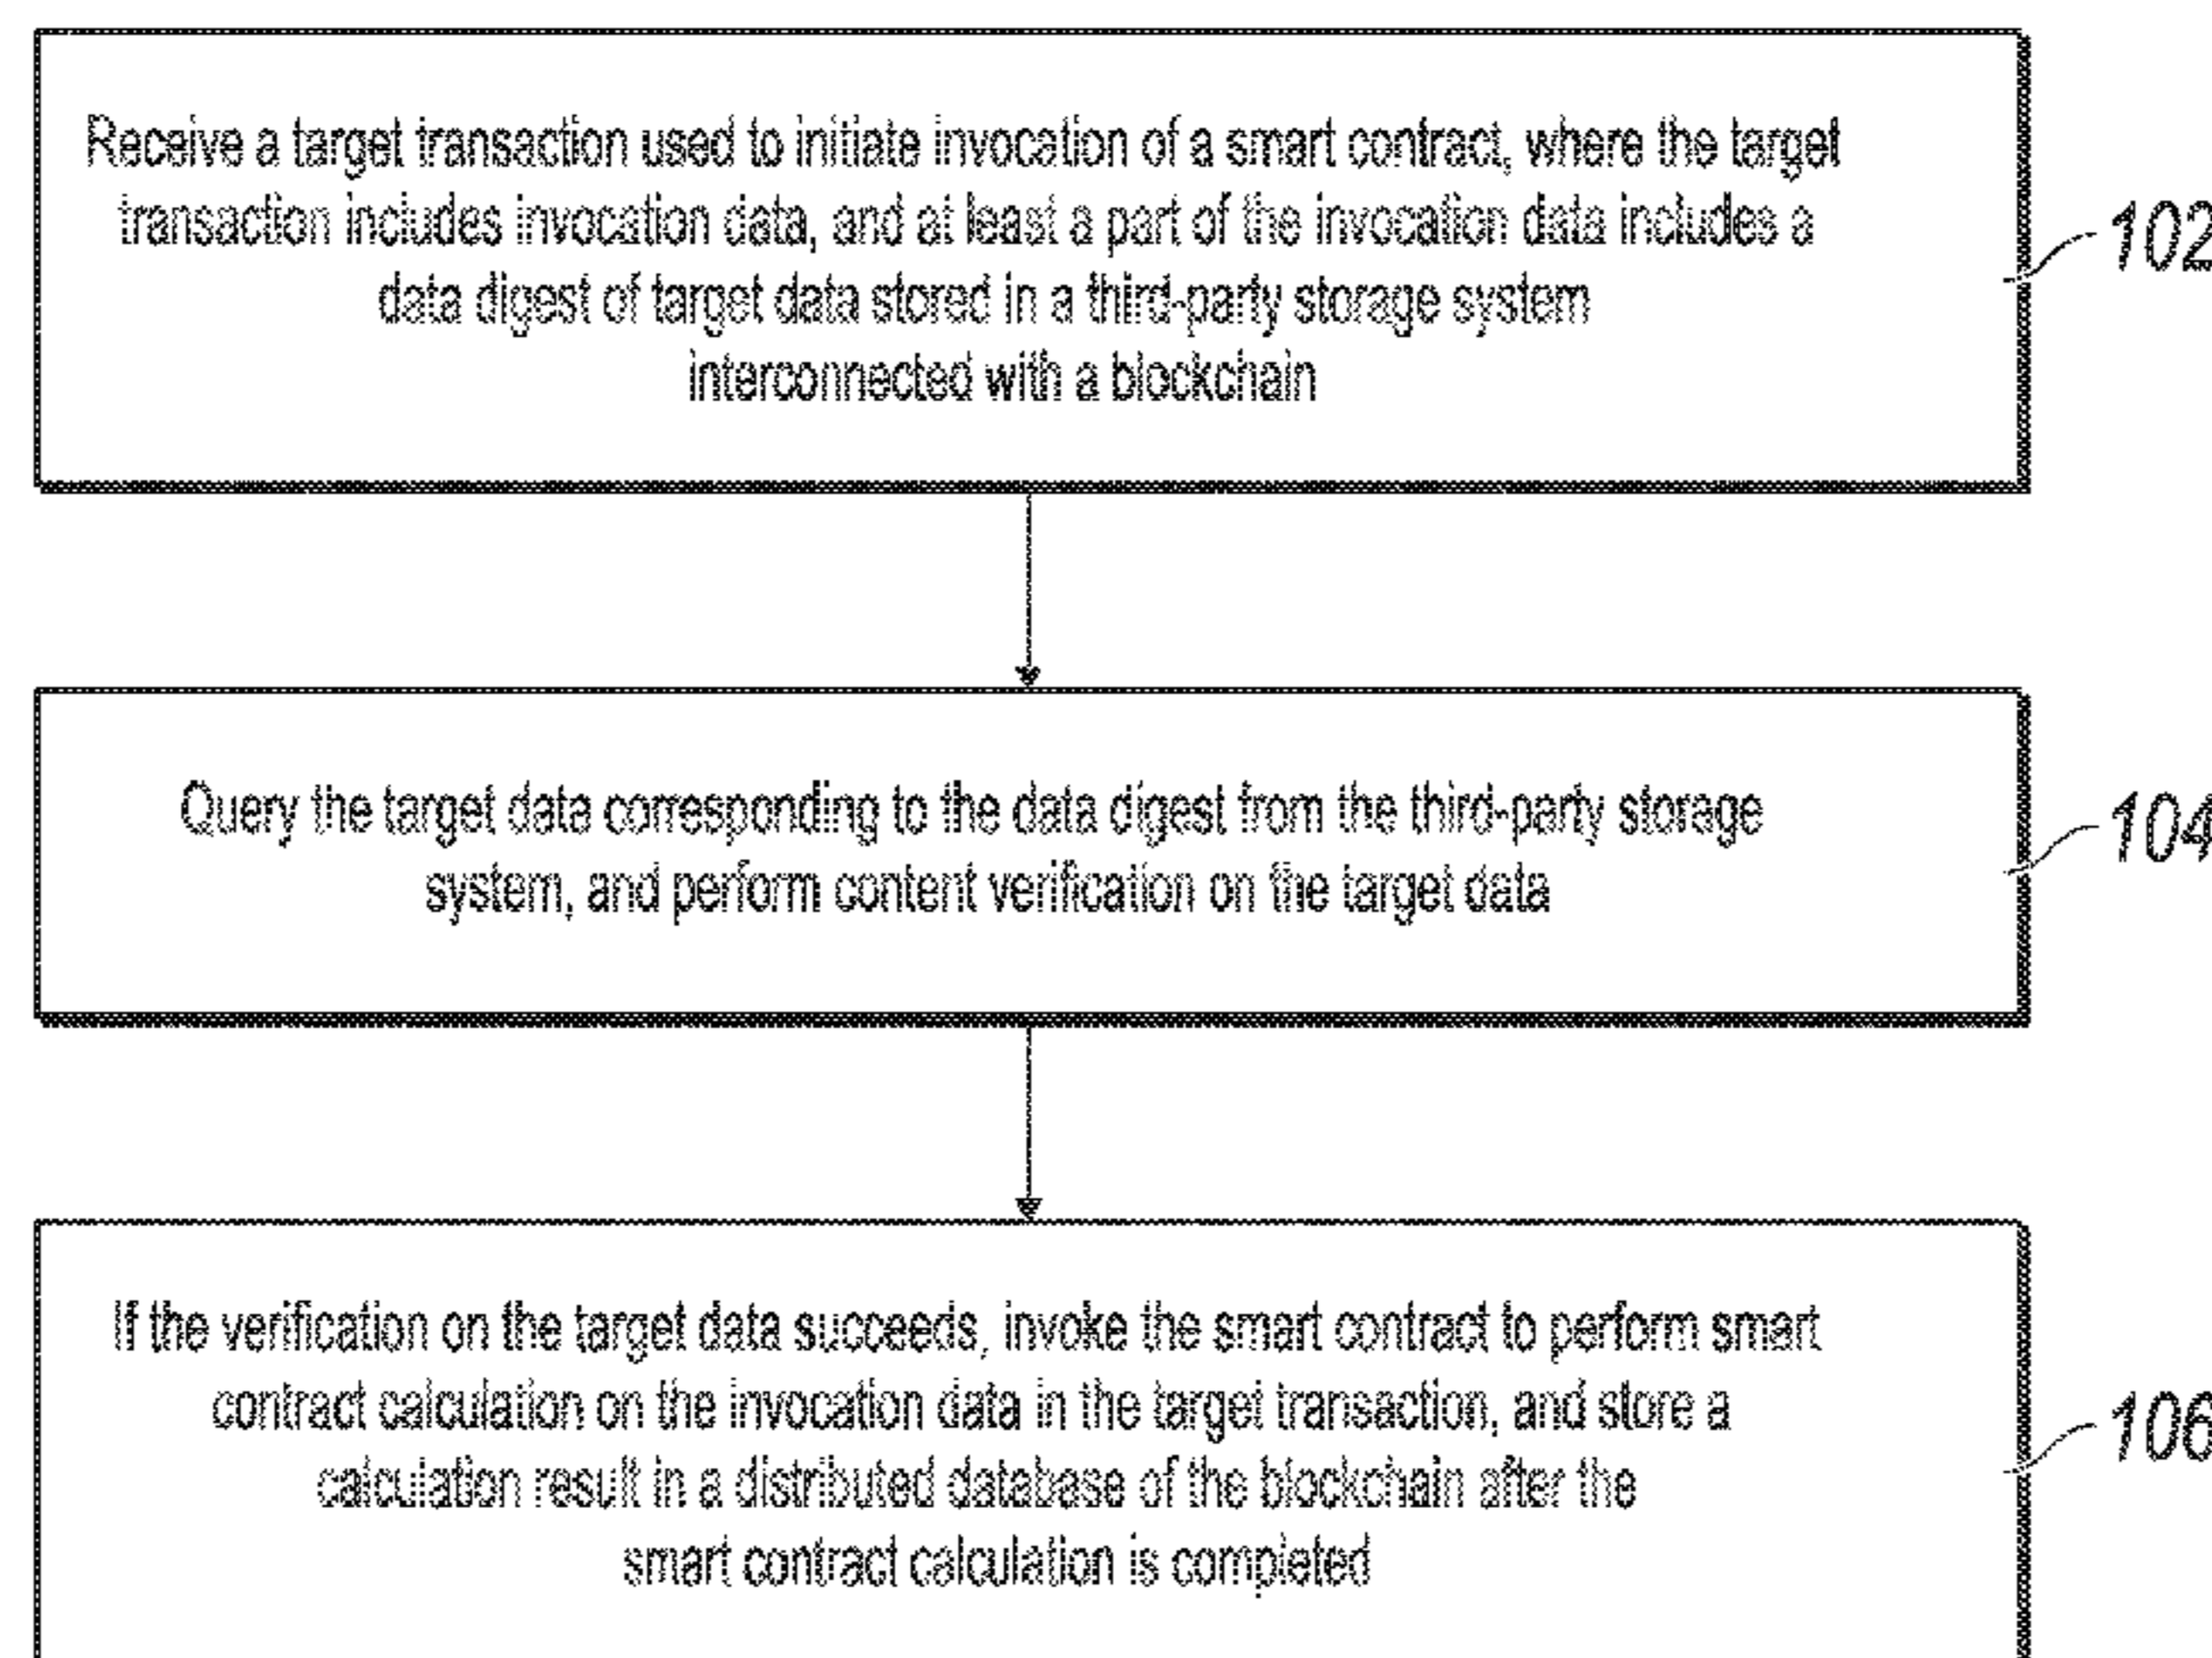 Receive a target transaction used to initiate invocation of a smart contract, where the target
transaction includes invocation data, and at least a part of the invocation data includes a
data digest of target data stored in a third-party storage system
interconnected with a blockchain
102
Query the target data corresponding to the data digest from the third-party storage
system, and perform content verification on the target data
104
If the verification on the target data succeeds, invoke the smart contract to perform smart
contract calculation on the invocation data in the target transaction, and store a
calculation result in a distributed database of the blockchain after the
smart contract calculation is completed
106